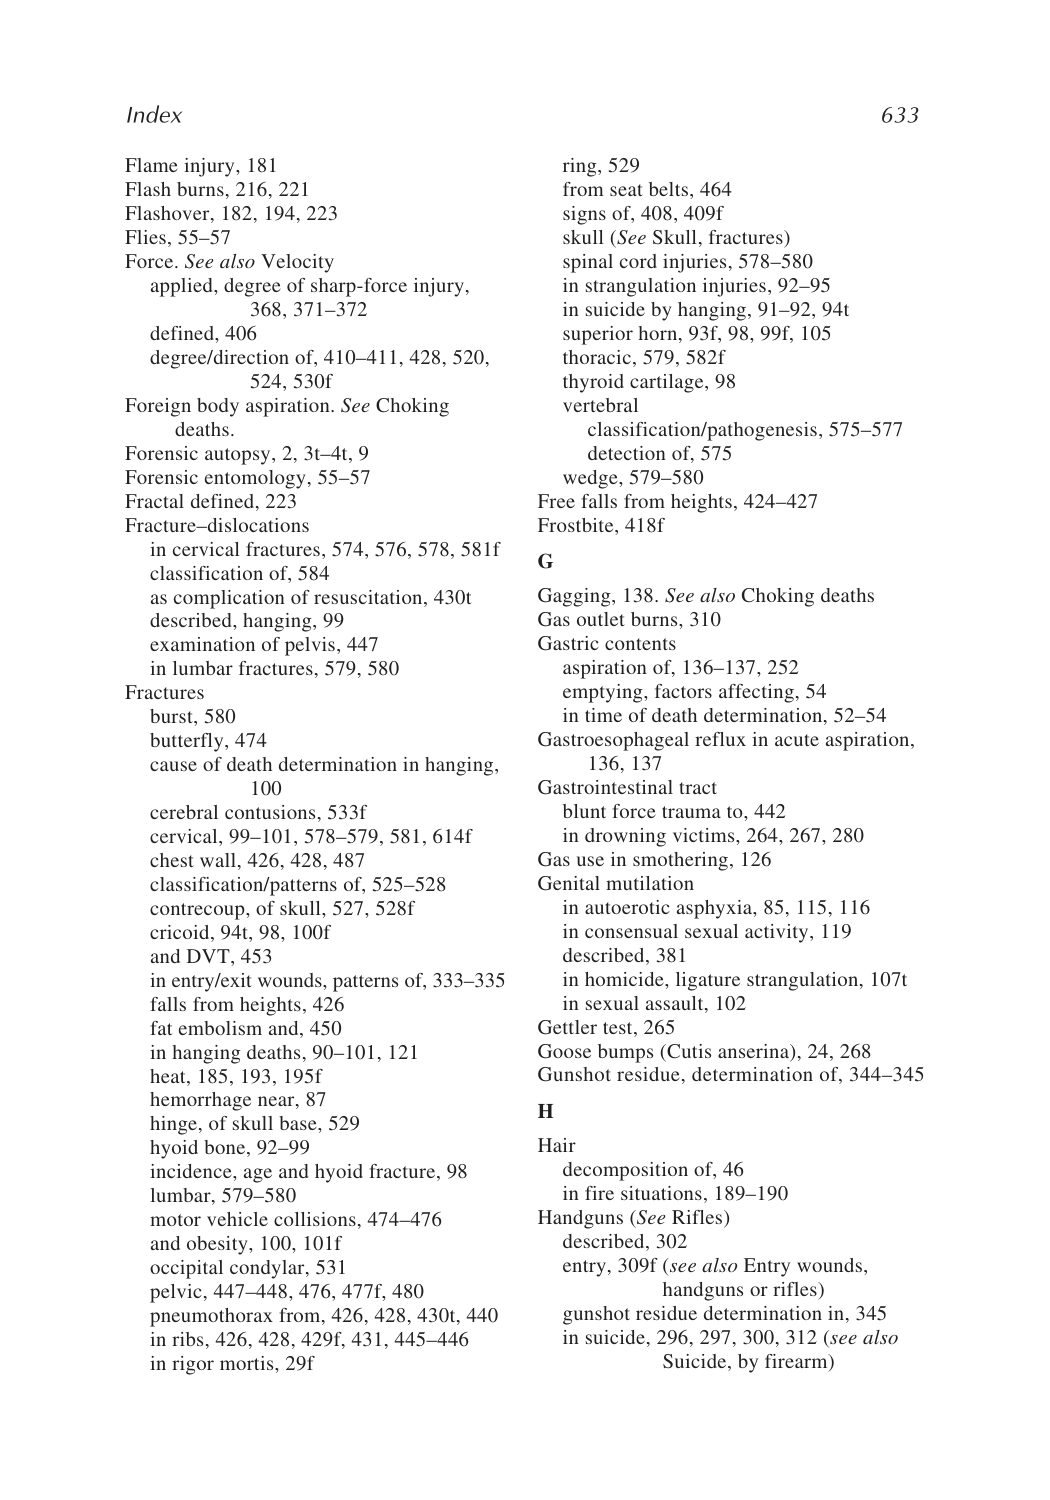 Index
633
Flame injury, 181
Flash burns, 216, 221
Flashover, 182, 194, 223
Flies, 55–57
Force. See also Velocity
applied, degree of sharp-force injury,
368, 371–372
defined, 406
degree/direction of, 410–411, 428, 520,
524, 530f
Foreign body aspiration. See Choking
deaths.
Forensic autopsy, 2, 3t–4t, 9
Forensic entomology, 55–57
Fractal defined, 223
Fracture–dislocations
in cervical fractures, 574, 576, 578, 581f
classification of, 584
as complication of resuscitation, 430t
described, hanging, 99
examination of pelvis, 447
in lumbar fractures, 579, 580
Fractures
burst, 580
butterfly, 474
cause of death determination in hanging,
100
cerebral contusions, 533f
cervical, 99–101, 578–579, 581, 614f
chest wall, 426, 428, 487
classification/patterns of, 525–528
contrecoup, of skull, 527, 528f
cricoid, 94t, 98, 100f
and DVT, 453
in entry/exit wounds, patterns of, 333–335
falls from heights, 426
fat embolism and, 450
in hanging deaths, 90–101, 121
heat, 185, 193, 195f
hemorrhage near, 87
hinge, of skull base, 529
hyoid bone, 92–99
incidence, age and hyoid fracture, 98
lumbar, 579–580
motor vehicle collisions, 474–476
and obesity, 100, 101f
occipital condylar, 531
pelvic, 447–448, 476, 477f, 480
pneumothorax from, 426, 428, 430t, 440
in ribs, 426, 428, 429f, 431, 445–446
in rigor mortis, 29f
ring, 529
from seat belts, 464
signs of, 408, 409f
skull (See Skull, fractures)
spinal cord injuries, 578–580
in strangulation injuries, 92–95
in suicide by hanging, 91–92, 94t
superior horn, 93f, 98, 99f, 105
thoracic, 579, 582f
thyroid cartilage, 98
vertebral
classification/pathogenesis, 575–577
detection of, 575
wedge, 579–580
Free falls from heights, 424–427
Frostbite, 418f
G
Gagging, 138. See also Choking deaths
Gas outlet burns, 310
Gastric contents
aspiration of, 136–137, 252
emptying, factors affecting, 54
in time of death determination, 52–54
Gastroesophageal reflux in acute aspiration,
136, 137
Gastrointestinal tract
blunt force trauma to, 442
in drowning victims, 264, 267, 280
Gas use in smothering, 126
Genital mutilation
in autoerotic asphyxia, 85, 115, 116
in consensual sexual activity, 119
described, 381
in homicide, ligature strangulation, 107t
in sexual assault, 102
Gettler test, 265
Goose bumps (Cutis anserina), 24, 268
Gunshot residue, determination of, 344–345
H
Hair
decomposition of, 46
in fire situations, 189–190
Handguns (See Rifles)
described, 302
entry, 309f (see also Entry wounds,
handguns or rifles)
gunshot residue determination in, 345
in suicide, 296, 297, 300, 312 (see also
Suicide, by firearm)